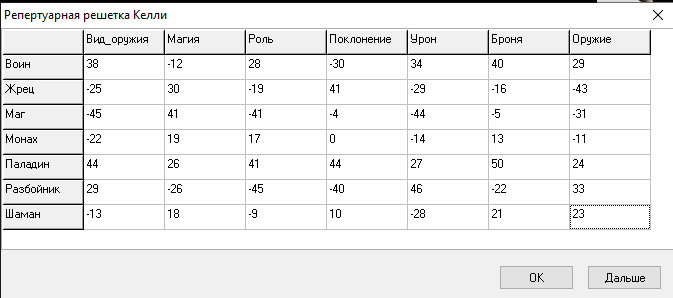 Репертуарная решетка Келли
Вид_оружия Магия Роль Поклонение Урон Броня Оружие
Воин 38 -12 28 -30 34 40 29
Жрец -25 30 -19 41 -29 -16 -43
Маг -45 41 -41 -4 -44 -5 -31
Монах -22 19 17 0 -14 13 -11
Паладин 44 26 41 44 27 50 24
Разбойник 29 -26 -45 -40 46 -22 33
Шаман -13 18 -9 10 -28 21 23
OK Дальше